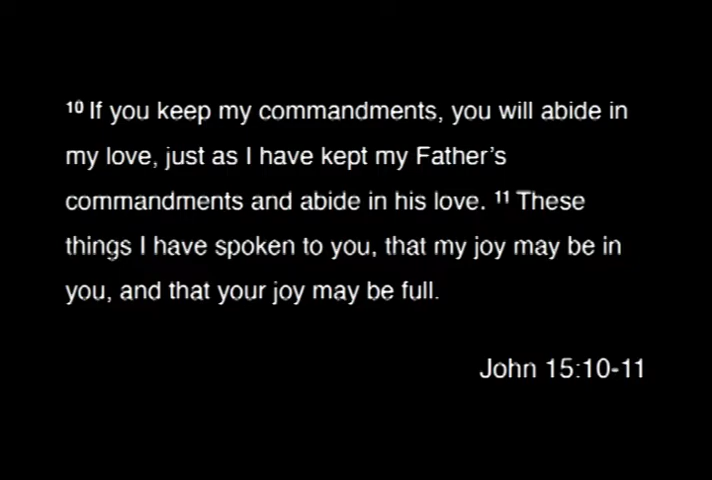 10 If you keep my commandments, you will abide in
my love, just as I have kept my Father’s
commandments and abide in his love. 11 These
things I have spoken to you, that my joy may be in
you, and that your joy may be full.
John 15:10-11